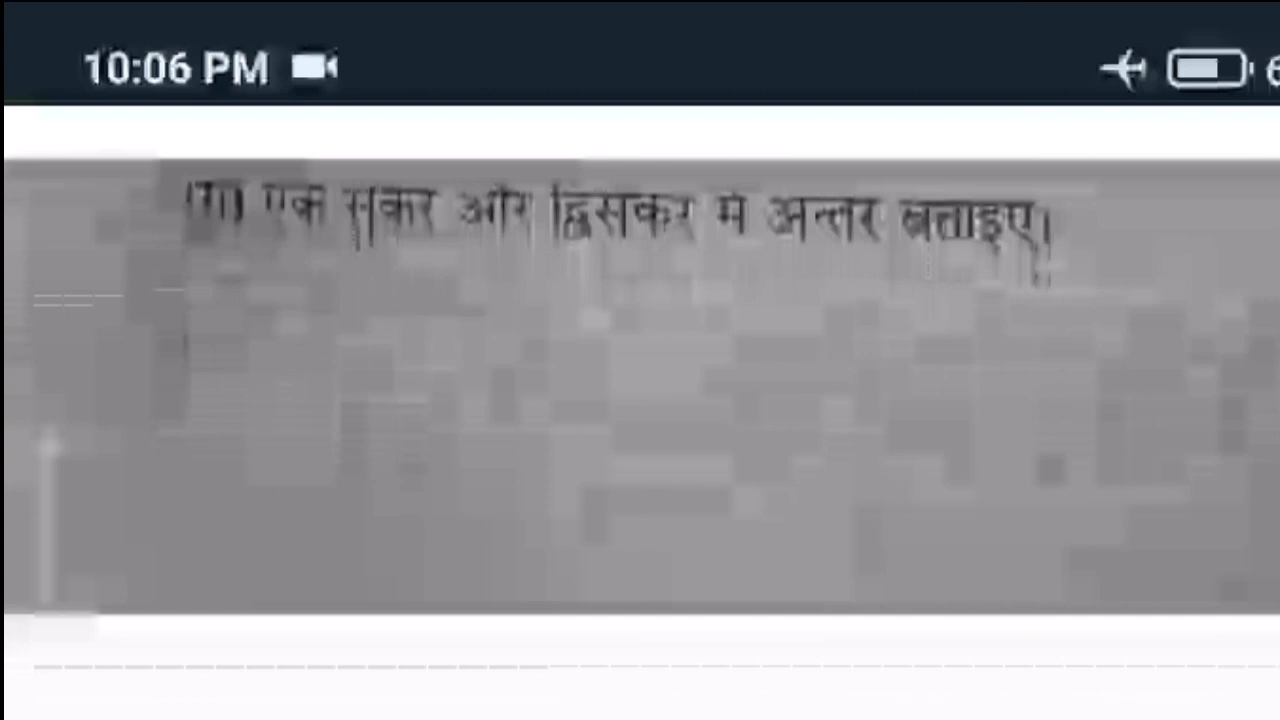 10:06 PM
(ग) एक संकर और द्विसंकर में अन्तर बताइए।